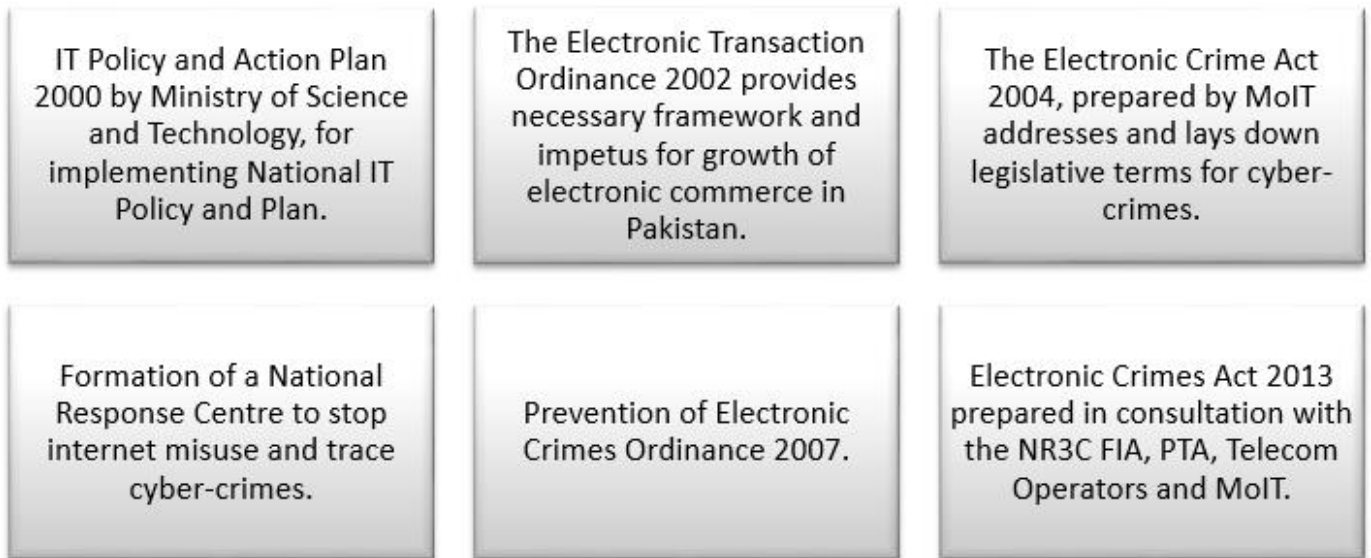 IT Policy and Action Plan
2000 by Ministry of Science
and Technology, for
implementing National IT
Policy and Plan.
The Electronic Transaction
Ordinance 2002 provides
necessary framework and
impetus for growth of
electronic commerce in
Pakistan.
The Electronic Crime Act
2004, prepared by MoIT
addresses and lays down
legislative terms for cyber-
crimes.
Formation of a National
Response Centre to stop
internet misuse and trace
cyber-crimes.
Prevention of Electronic
Crimes Ordinance 2007.
Electronic Crimes Act 2013
prepared in consultation with
the NR3C FIA, PTA, Telecom
Operators and MoIT.